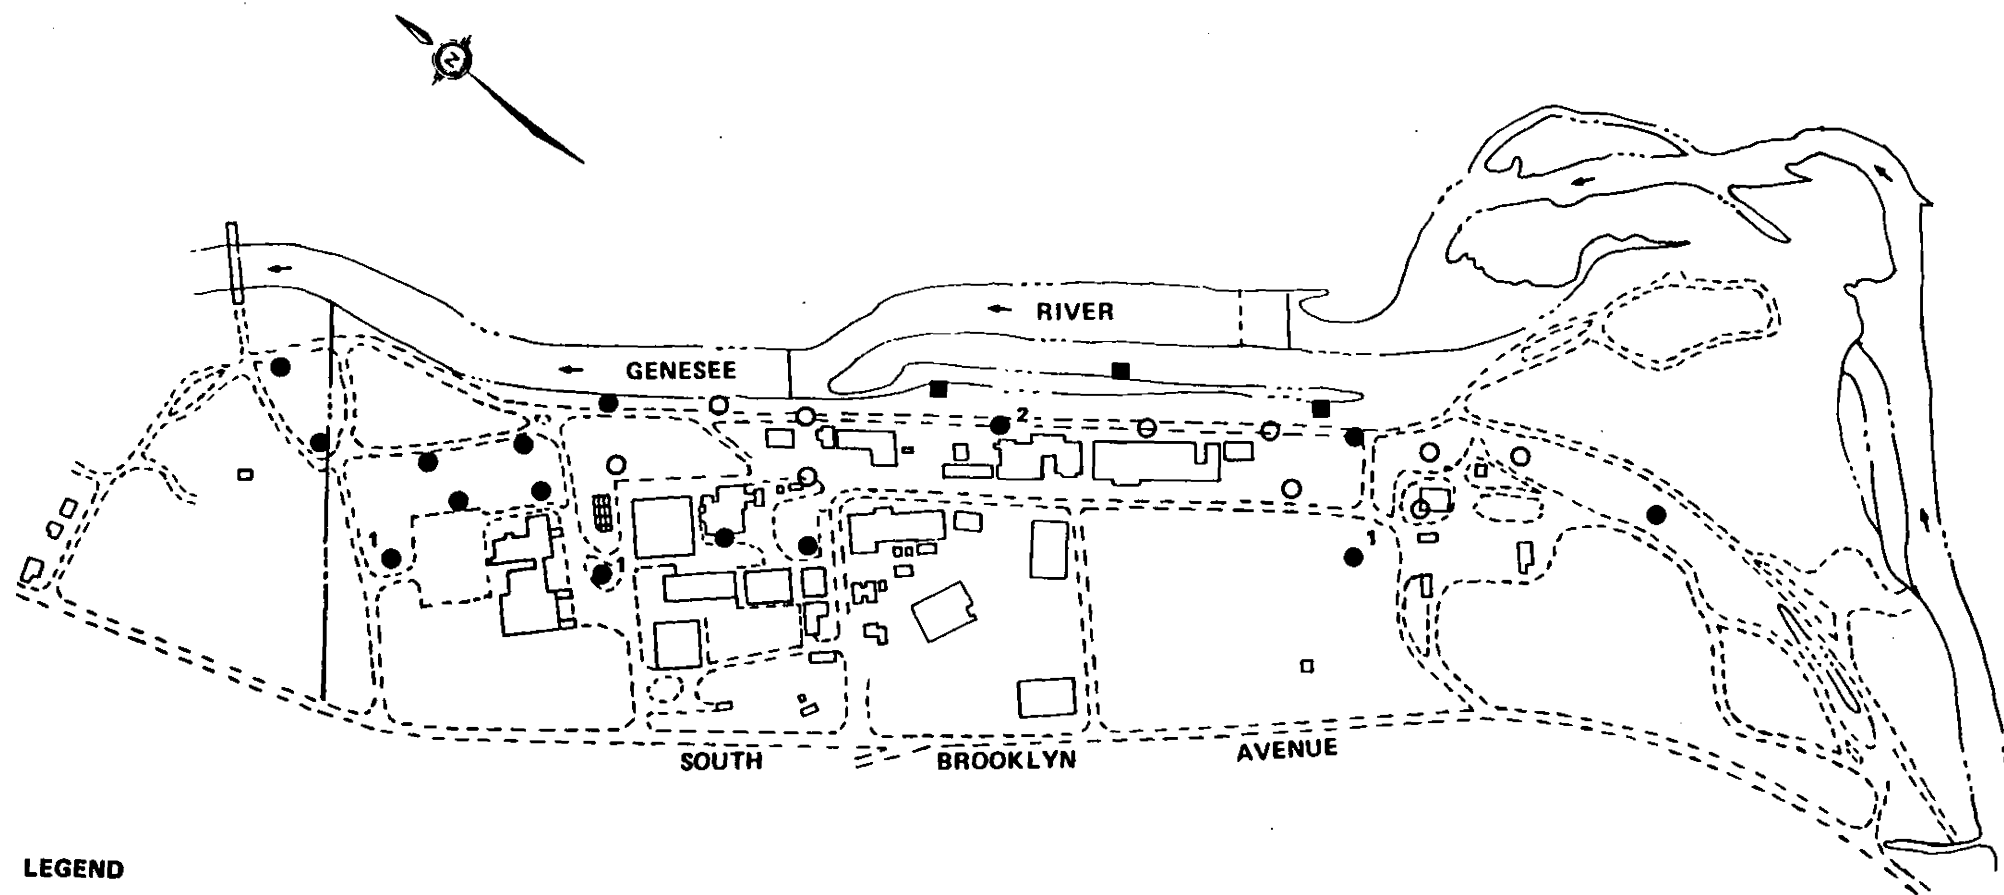 N
RIVER
GENESEE
2
1
1
1
SOUTH
BROOKLYN
AVENUE
LEGEND